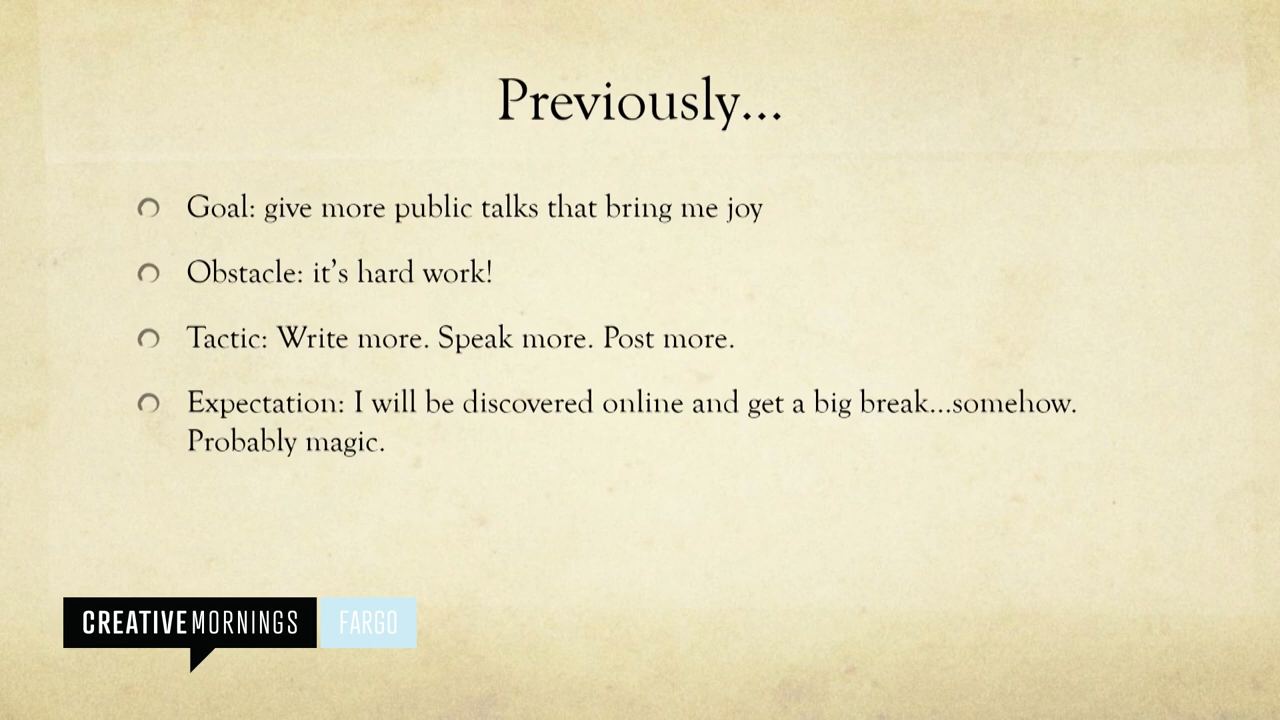 Previously...
Goal: give more public talks that bring me joy
Obstacle: it’s hard work!
Tactic: Write more. Speak more. Post more.
Expectation: I will be discovered online and get a big break...somehow.
Probably magic.
CREATIVEMORNINGS FARGO